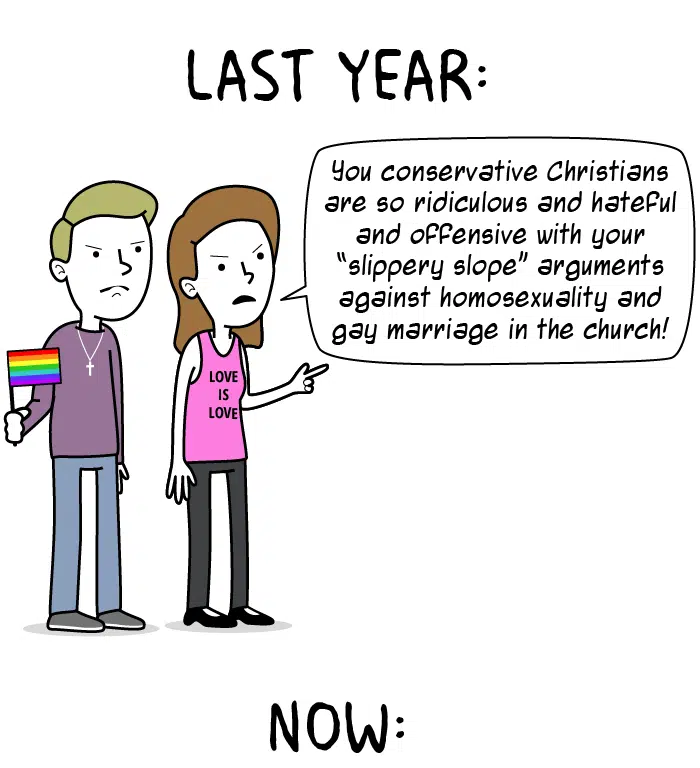 LAST YEAR:
You conservative Christians
are so ridiculous and hateful
and offensive with your
"slippery slope" arguments
against homosexuality and
gay marriage in the church!
LOVE
IS
LOVE
NOW: